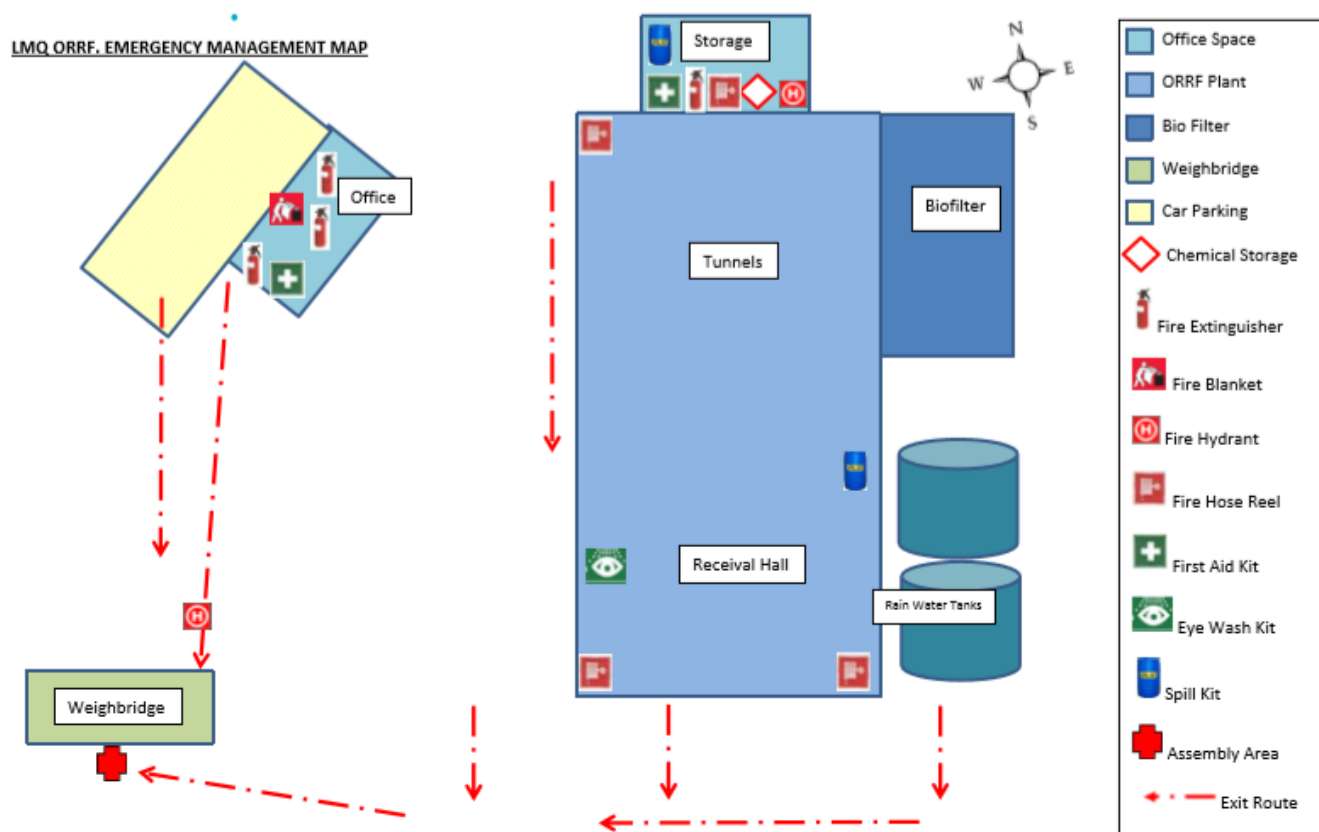 LMQ ORRF. EMERGENCY MANAGEMENT MAP
Storage
N
W
E
S
Office
Biofilter
Tunnels
Receival Hall
Rain Water Tanks
Weighbridge
H
H
Office Space
ORRF Plant
Bio Filter
Weighbridge
Car Parking
Chemical Storage
Fire Extinguisher
Fire Blanket
H
Fire Hydrant
Fire Hose Reel
First Aid Kit
Eye Wash Kit
Spill Kit
Assembly Area
Exit Route